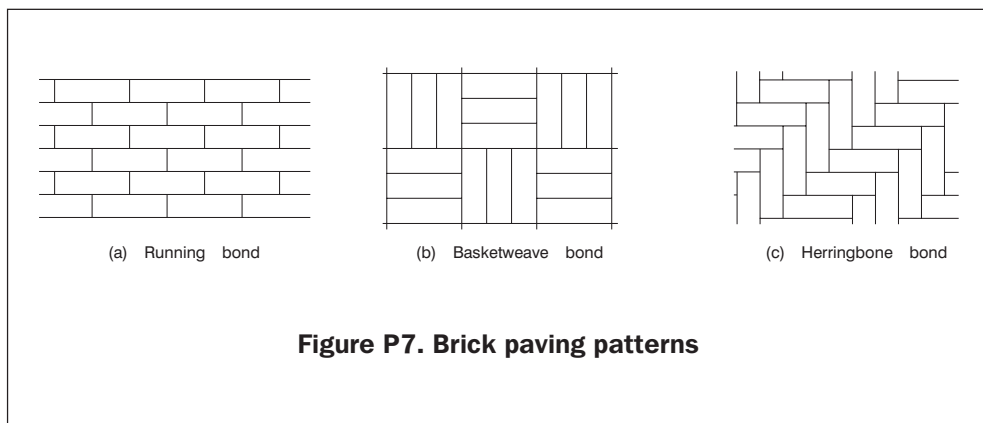 (a) Running bond
(b) Basketweave bond
(c) Herringbone bond
Figure P7. Brick paving patterns